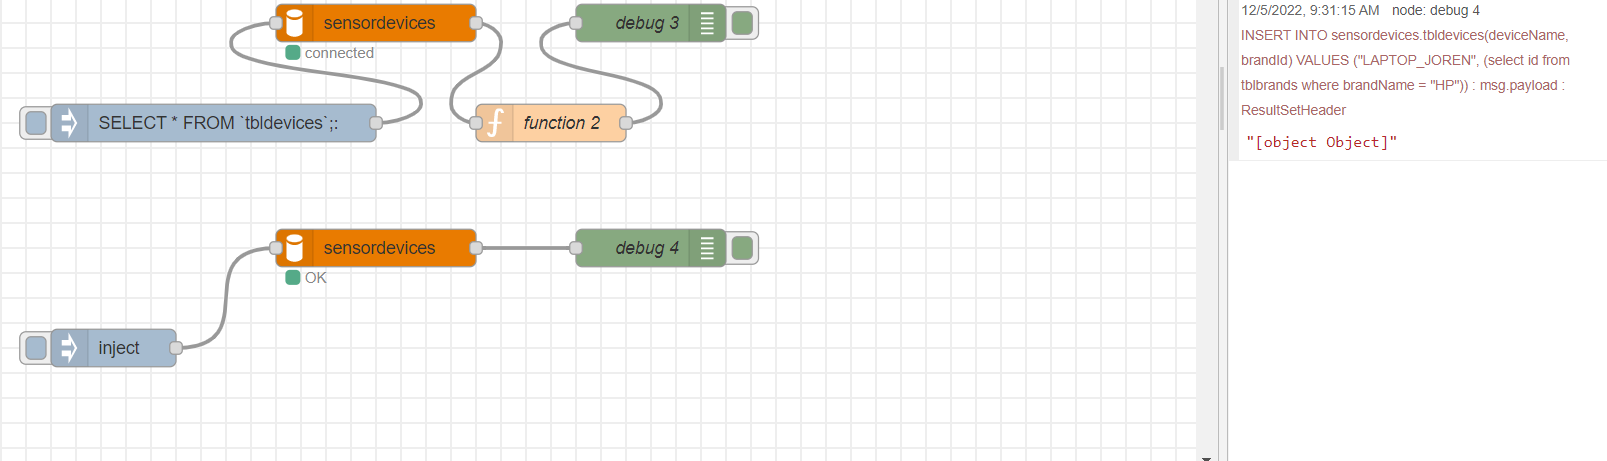 sensordevices
debug 3
connected
SELECT * FROM `tbldevices`;:
function 2
sensordevices
debug 4
OK
inject
12/5/2022, 9:31:15 AM node: debug 4
INSERT INTO sensordevices.tbldevices(deviceName,
brandId) VALUES ("LAPTOP_JOREN", (select id from
tblbrands where brandName = "HP")) : msg.payload :
ResultSetHeader
"[object Object]"